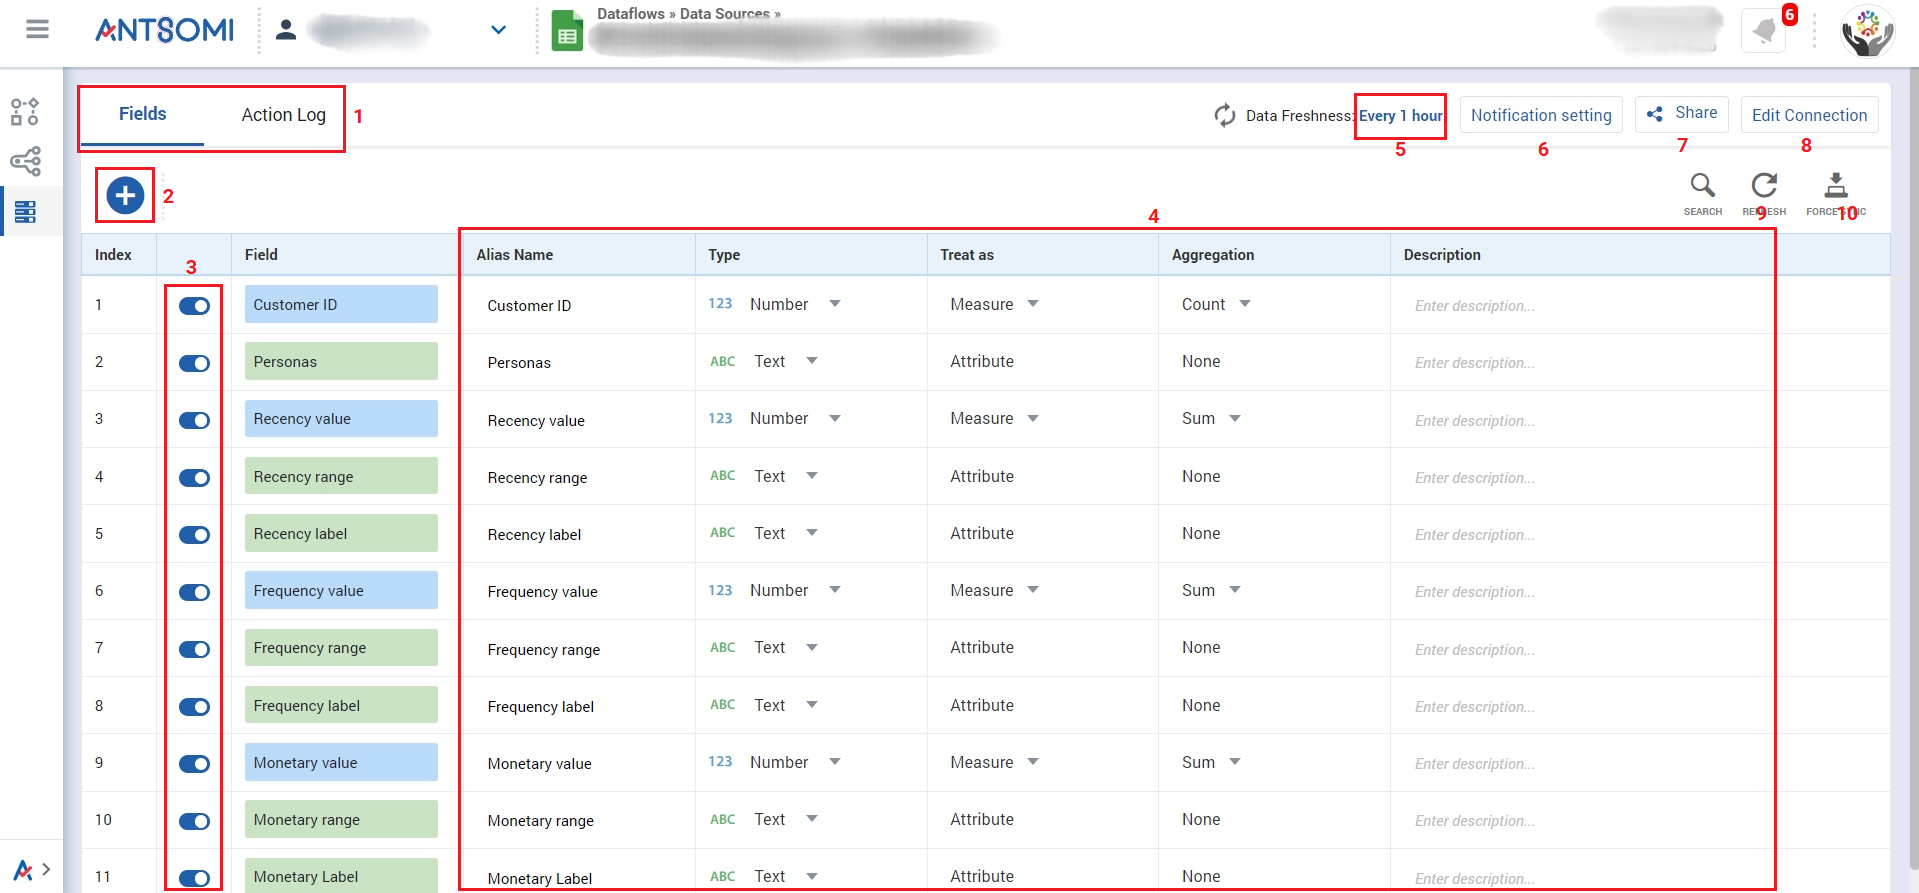 ANTSOMI
Dataflows » Data Sources »
6
Fields
Action Log
1
Data Freshness: Every 1 hour
Notification setting
Share
Edit Connection
5
6
7
8
2
SEARCH
REFRESH
FORCE SYNC
9
10
4
Index
Field
Alias Name
Type
Treat as
Aggregation
Description
3
1 Customer ID Customer ID 123 Number Measure Count Enter description...
2 Personas Personas ABC Text Attribute None Enter description...
3 Recency value Recency value 123 Number Measure Sum Enter description...
4 Recency range Recency range ABC Text Attribute None Enter description...
5 Recency label Recency label ABC Text Attribute None Enter description...
6 Frequency value Frequency value 123 Number Measure Sum Enter description...
7 Frequency range Frequency range ABC Text Attribute None Enter description...
8 Frequency label Frequency label ABC Text Attribute None Enter description...
9 Monetary value Monetary value 123 Number Measure Sum Enter description...
10 Monetary range Monetary range ABC Text Attribute None Enter description...
11 Monetary Label Monetary Label ABC Text Attribute None Enter description...